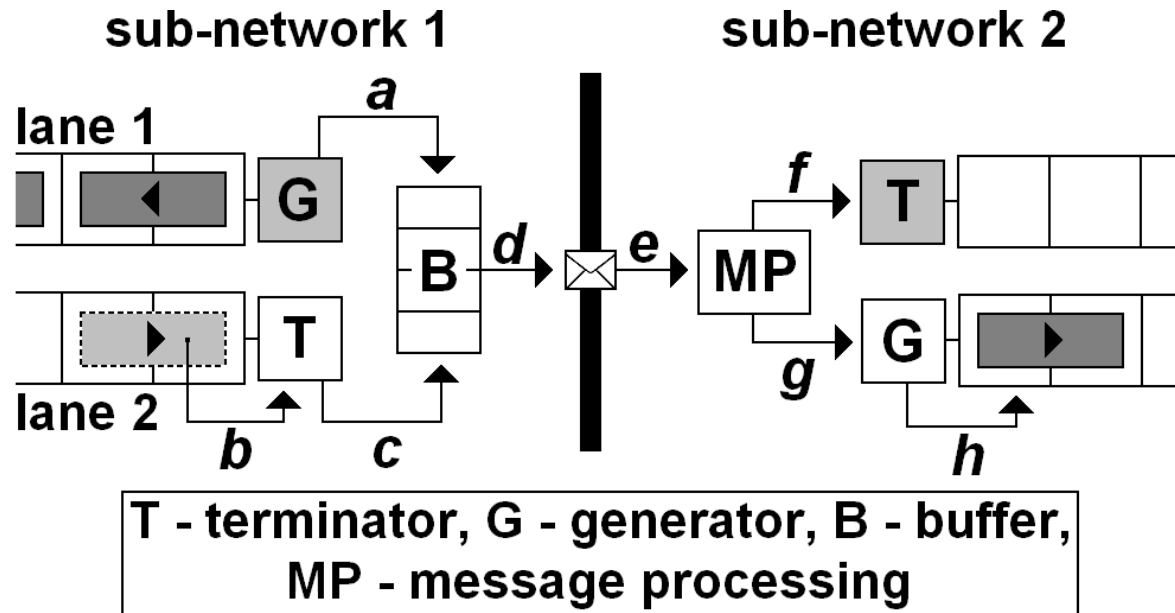 sub-network 1
sub-network 2
a
lane 1
G
f
T
B
d
e
MP
T
G
g
lane 2
b
c
h
T - terminator, G - generator, B - buffer,
MP - message processing